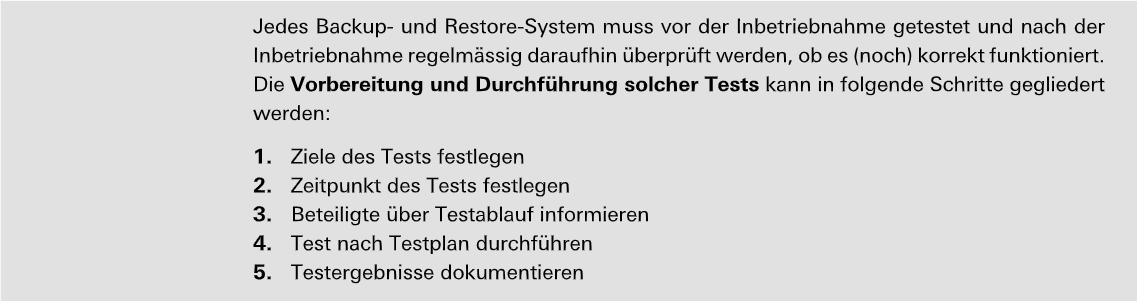 Jedes Backup- und Restore-System muss vor der Inbetriebnahme getestet und nach der
Inbetriebnahme regelmässig daraufhin überprüft werden, ob es (noch) korrekt funktioniert.
Die Vorbereitung und Durchführung solcher Tests kann in folgende Schritte gegliedert
werden:
1. Ziele des Tests festlegen
2. Zeitpunkt des Tests festlegen
3. Beteiligte über Testablauf informieren
4. Test nach Testplan durchführen
5. Testergebnisse dokumentieren